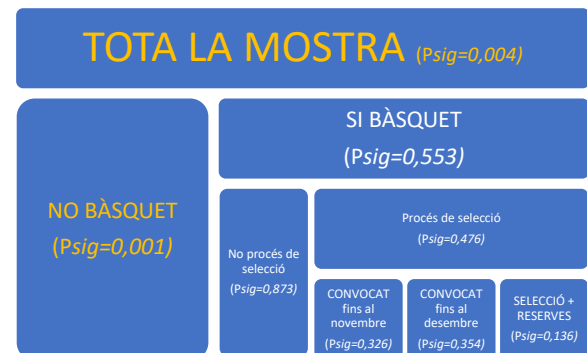 TOTA LA MOSTRA (Psig=0,004)
NO BÀSQUET
(Psig=0,001)
SI BÀSQUET
(Psig=0,553)
No procés de
selecció
(Psig=0,873)
Procés de selecció
(Psig=0,476)
CONVOCAT
fins al
novembre
(Psig=0,326)
CONVOCAT
fins al
desembre
(Psig=0,354)
SELECCIÓ +
RESERVES
(Psig=0,136)